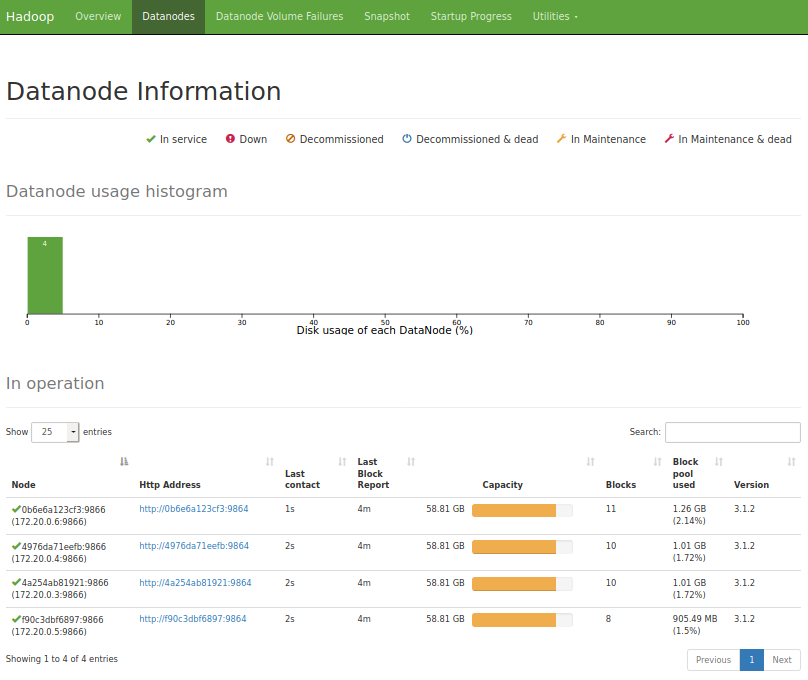 Hadoop Overview Datanodes Datanode Volume Failures Snapshot Startup Progress Utilities
Datanode Information
In service Down Decommissioned Decommissioned & dead In Maintenance In Maintenance & dead
Datanode usage histogram
4
0 10 20 30 40 50 60 70 80 90 100
Disk usage of each DataNode (%)
In operation
Show 25 entries Search:
Node Http Address Last contact Last Block Report Capacity Blocks Block pool used Version
0b6e6a123cf3:9866 http://0b6e6a123cf3:9864 1s 4m 58.81 GB 11 1.26 GB 3.1.2
(172.20.0.6:9866) (2.14%)
4976da71eefb:9866 http://4976da71eefb:9864 2s 4m 58.81 GB 10 1.01 GB 3.1.2
(172.20.0.4:9866) (1.72%)
4a254ab81921:9866 http://4a254ab81921:9864 2s 4m 58.81 GB 10 1.01 GB 3.1.2
(172.20.0.3:9866) (1.72%)
f90c3dbf6897:9866 http://f90c3dbf6897:9864 2s 4m 58.81 GB 8 905.49 MB 3.1.2
(172.20.0.5:9866) (1.5%)
Showing 1 to 4 of 4 entries Previous 1 Next